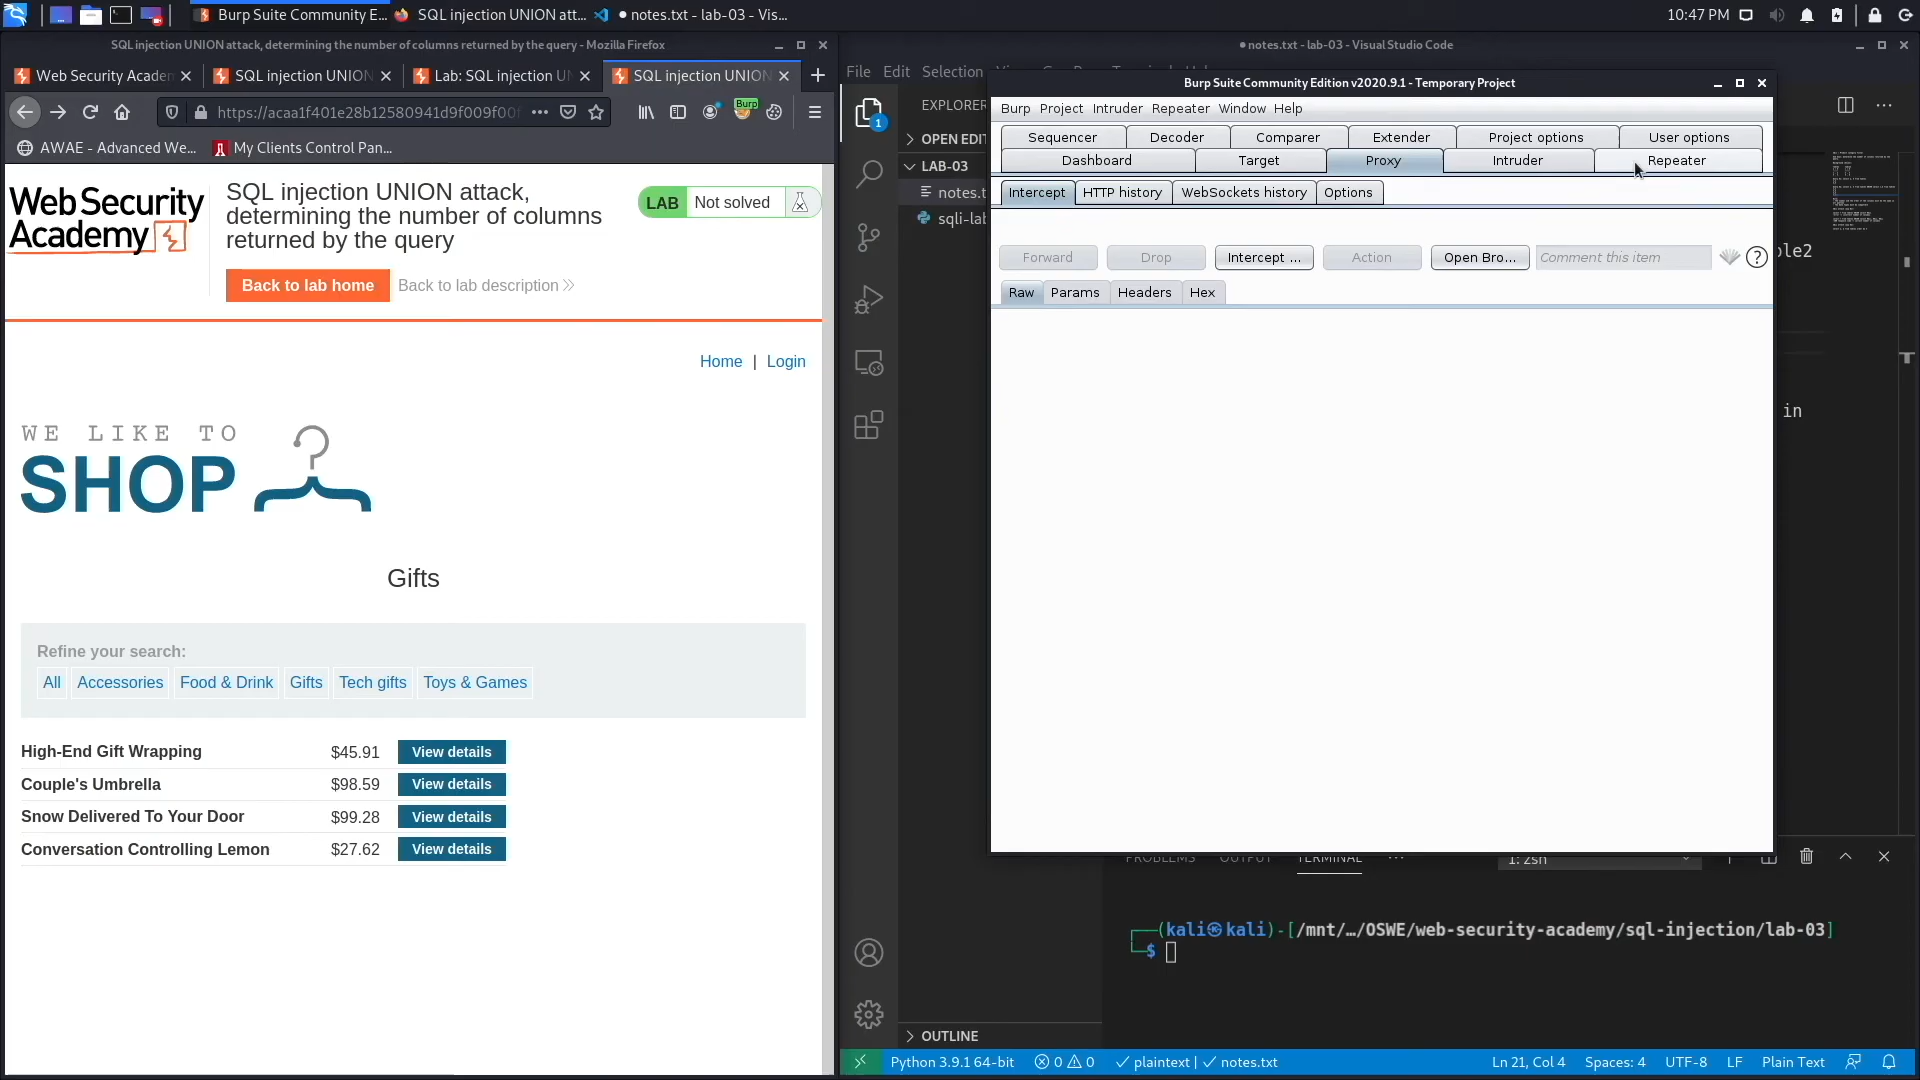 Burp Suite Community E...
SQL injection UNION att...
● notes.txt - lab-03 - Vis...
10:47 PM
SQL injection UNION attack, determining the number of columns returned by the query - Mozilla Firefox
Web Security Academ
SQL injection UNION
Lab: SQL injection U
SQL injection UNION
https://acaa1f401e28b12580941d9f009f00f
Burp
AWAE - Advanced We...
My Clients Control Pan...
Web Security
Academy
SQL injection UNION attack,
determining the number of columns
returned by the query
LAB
Not solved
Back to lab home
Back to lab description
Home | Login
WE LIKE TO
SHOP
Gifts
Refine your search:
All
Accessories
Food & Drink
Gifts
Tech gifts
Toys & Games
High-End Gift Wrapping $45.91 View details
Couple's Umbrella $98.59 View details
Snow Delivered To Your Door $99.28 View details
Conversation Controlling Lemon $27.62 View details
● notes.txt - lab-03 - Visual Studio Code
File Edit Selection
EXPLORER
1
OPEN EDIT
LAB-03
notes.t
sqli-lab
ple2
in
Burp Suite Community Edition v2020.9.1 - Temporary Project
Burp Project Intruder Repeater Window Help
Sequencer Decoder Comparer Extender Project options User options
Dashboard Target Proxy Intruder Repeater
Intercept HTTP history WebSockets history Options
Forward Drop Intercept ... Action Open Bro... Comment this item ?
Raw Params Headers Hex
PROBLEMS OUTPUT TERMINAL ... 1: zsh
(kali㉿kali)-[/mnt/…/OSWE/web-security-academy/sql-injection/lab-03]
$
OUTLINE
Python 3.9.1 64-bit 0 0 ✓ plaintext | ✓ notes.txt Ln 21, Col 4 Spaces: 4 UTF-8 LF Plain Text